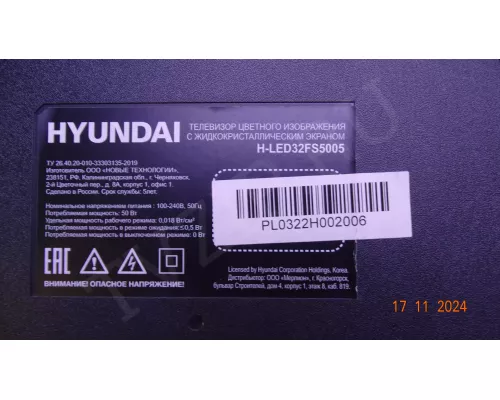 HYUNDAI
ТЕЛЕВИЗОР ЦВЕТНОГО ИЗОБРАЖЕНИЯ
С ЖИДКОКРИСТАЛЛИЧЕСКИМ ЭКРАНОМ
H-LED32FS5005
ТУ 26.40.20-010-33303135-2019
Изготовитель ООО «НОВЫЕ ТЕХНОЛОГИИ»,
238151, РФ, Калининградская обл., г. Черняховск,
2-й Цветочный пер., д. 8А, корпус 1, офис 1.
Сделано в России. Срок службы: 5лет.
Номинальное напряжение питания : 100-240В, 50Гц
Потребляемая мощность: 50 Вт
Удельная мощность рабочего режима: 0,018 Вт/см²
Потребляемая мощность в режиме ожидания:≤0,5 Вт
Потребляемая мощность в выключенном режиме: 0 Вт
PL0322H002006
EAC
ВНИМАНИЕ! ОПАСНОЕ НАПРЯЖЕНИЕ!
Licensed by Hyundai Corporation Holdings, Korea.
Дистрибьютор: ООО «Мерлион», г. Красногорск,
бульвар Строителей, дом 4, корпус 1, этаж 8, каб. 819.
17 11 2024